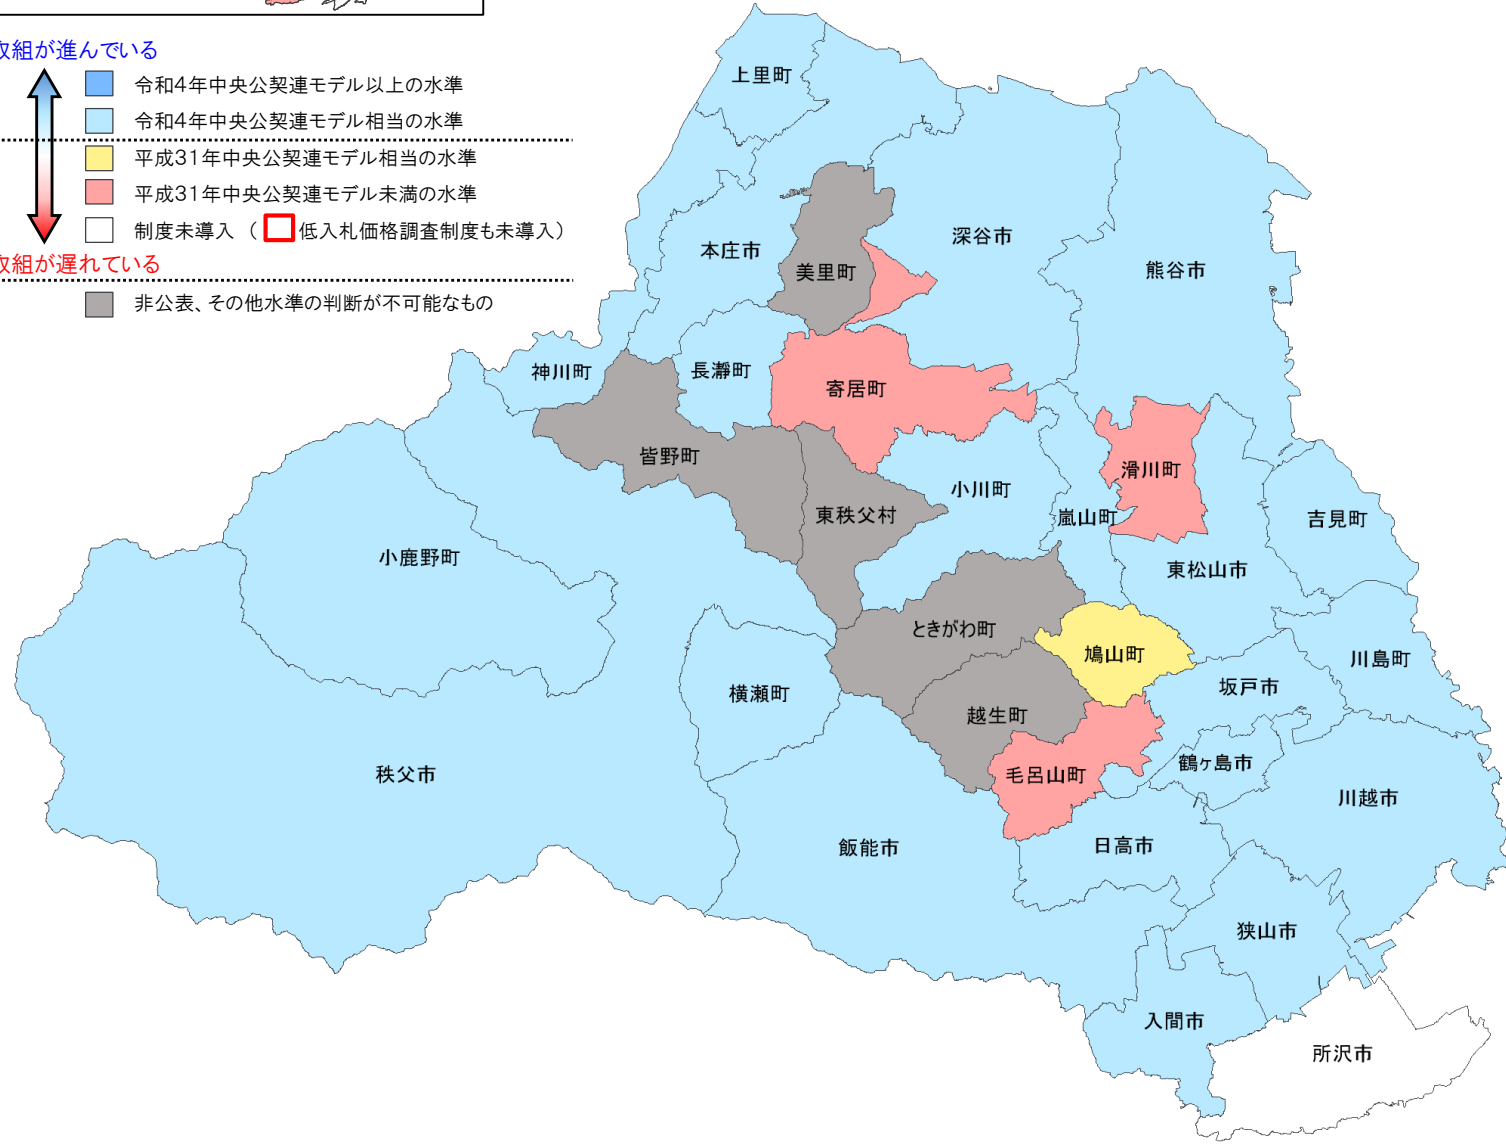 取組が進んでいる
令和4年中央公契連モデル以上の水準
令和4年中央公契連モデル相当の水準
平成31年中央公契連モデル相当の水準
平成31年中央公契連モデル未満の水準
制度未導入 ( 低入札価格調査制度も未導入)
取組が遅れている
非公表、その他水準の判断が不可能なもの
上里町
本庄市
美里町
深谷市
熊谷市
神川町
長瀞町
寄居町
皆野町
滑川町
小川町
東秩父村
嵐山町
吉見町
小鹿野町
東松山市
ときがわ町
鳩山町
川島町
横瀬町
坂戸市
越生町
秩父市
毛呂山町
鶴ヶ島市
川越市
飯能市
日高市
狭山市
入間市
所沢市